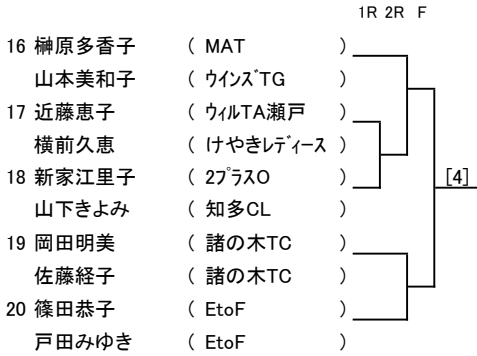 1R 2R F
16 榊原多香子 ( MAT )
山本美和子 ( ウインズTG )
17 近藤恵子 ( ウィルTA瀬戸 )
横前久恵 ( けやきレディース )
18 新家江里子 ( 2プラスO ) [4]
山下きよみ ( 知多CL )
19 岡田明美 ( 諸の木TC )
佐藤経子 ( 諸の木TC )
20 篠田恭子 ( EtoF )
戸田みゆき ( EtoF )